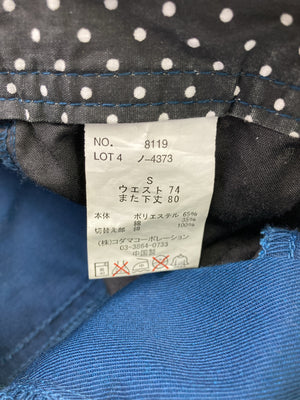 NO. 8119
LOT 4 ノ-4373
S
ウエスト 74
また下丈 80
本体 ポリエステル 65%
綿 35%
切替え部 綿 100%
(株)コダマコーポレーション
03-3864-0733
中国製